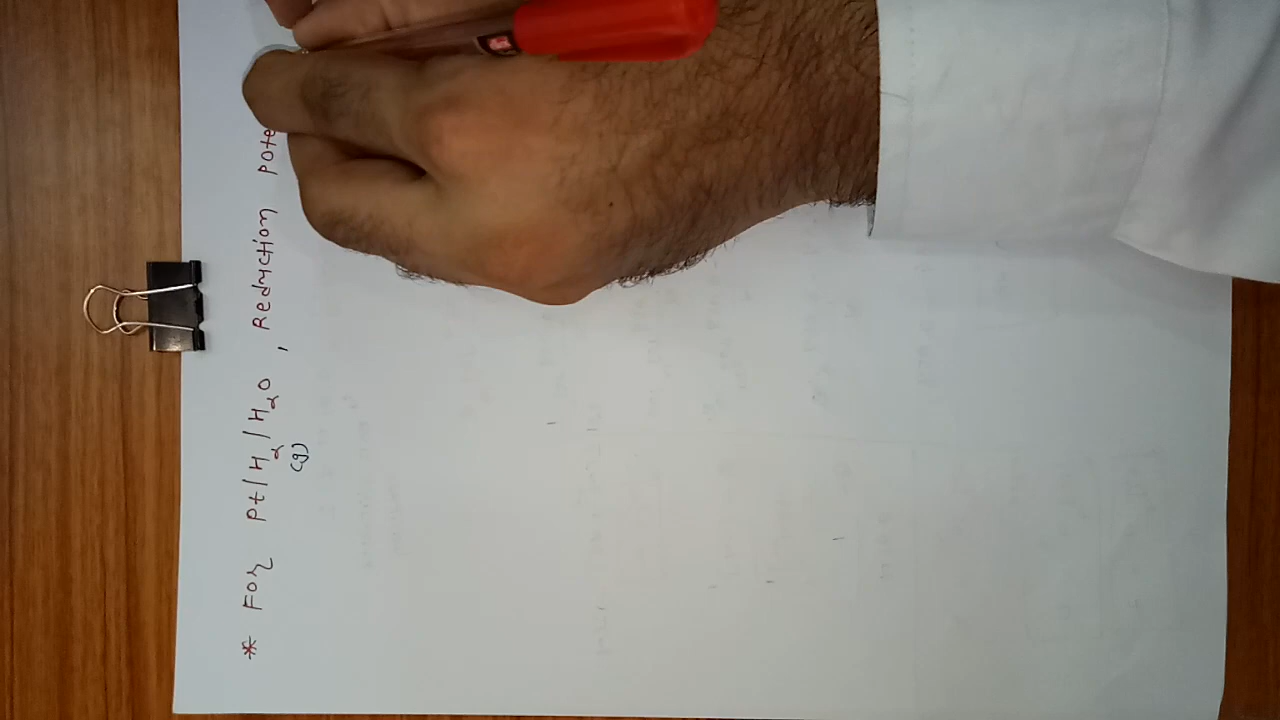 * For Pt/H2/H2O, Reduction pote
(g)